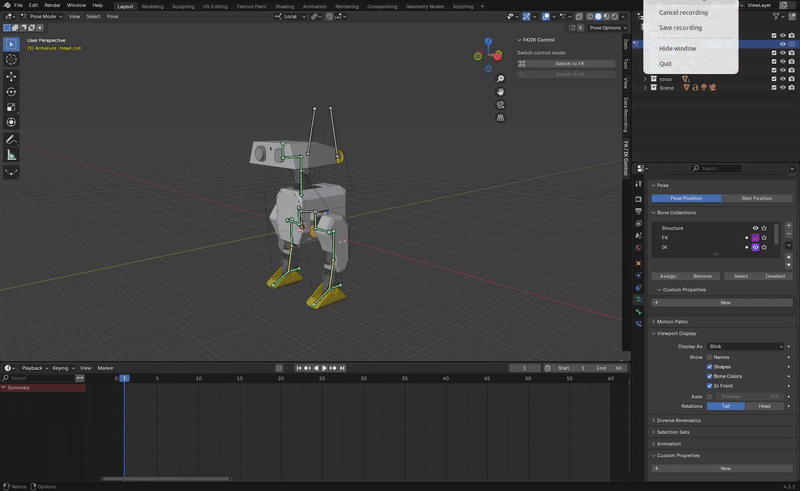 File Edit Render Window Help Layout Modeling Sculpting UV Editing Texture Paint Shading Animation Rendering Compositing
ViewLayer
Cancel recording
Save recording
Hide window
Quit
Pose Mode View Select Pose
Local
Pose Options
User Perspective
(1) Armature : head_roll
FK/IK Control
Switch control mode:
Switch to FK
Switch to IK
Item
Tool
View
Data Recording
FK / IK Control
torso
Scene
Search
Pose
Pose Position Rest Position
Bone Collections
Structure
FK
IK
Assign Remove Select Deselect
Custom Properties
New
Motion Paths
Viewport Display
Display As Stick
Show Names
Shapes
Bone Colors
In Front
Axes Position 0.0
Relations Tail Head
Inverse Kinematics
Selection Sets
Animation
Custom Properties
New
Playback Keying View Marker
1 Start 1 End 60
Search
0 1 5 10 15 20 25 30 35 40 45 50 55 60
Summary
Resize Options
4.5.2